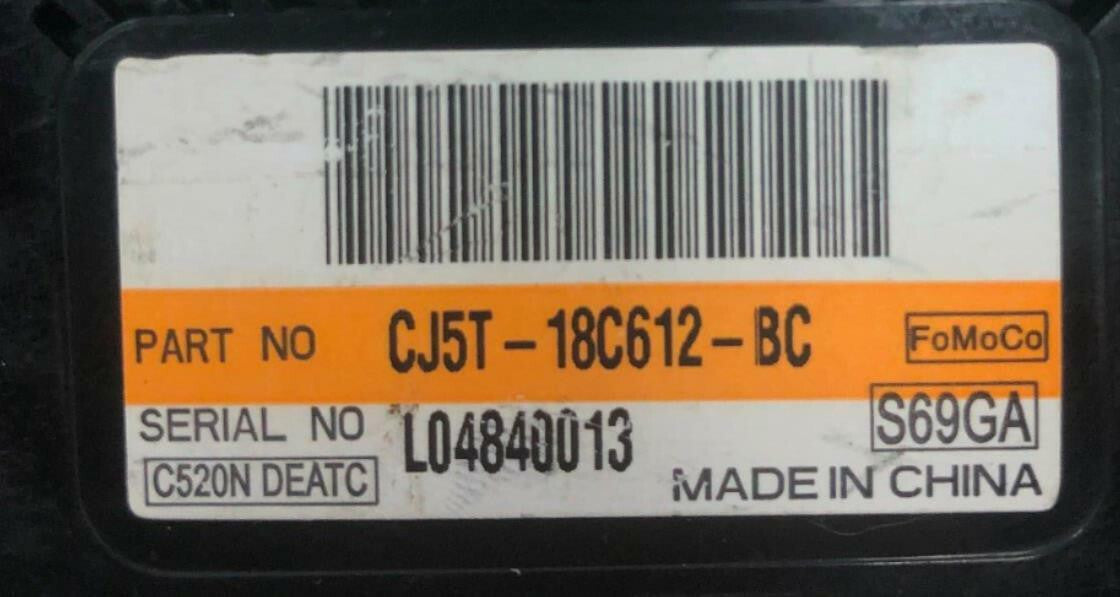 PART NO CJ5T-18C612-BC FoMoCo
SERIAL NO L04840013 S69GA
C520N DEATC MADE IN CHINA